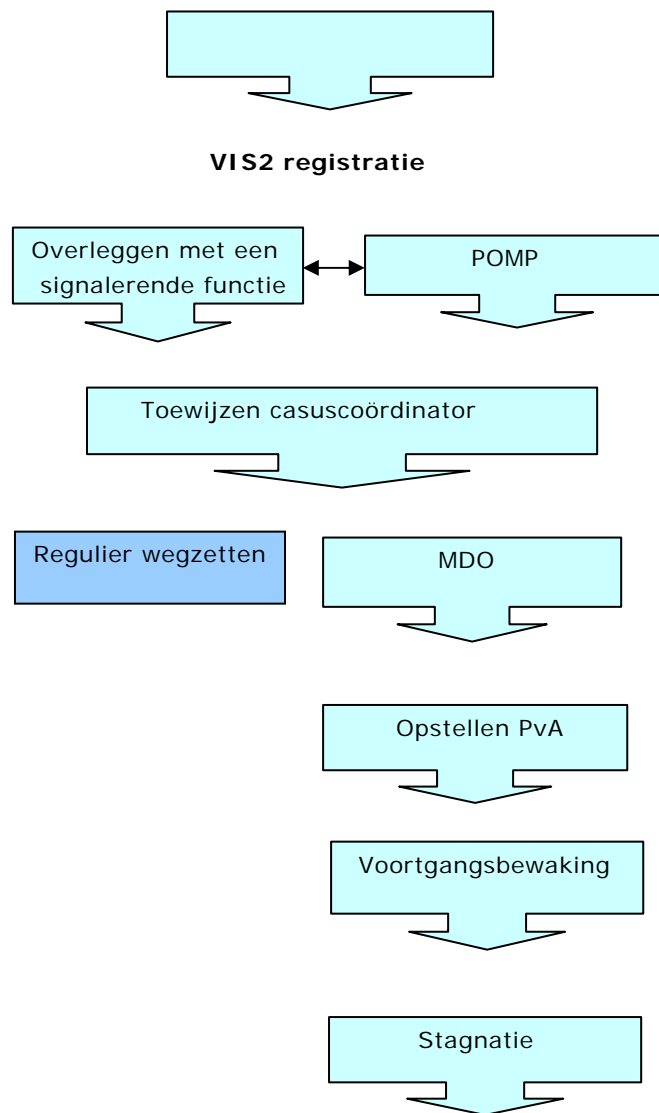 VIS2 registratie
Overleggen met een
signalerende functie
POMP
Toewijzen casuscoördinator
Regulier wegzetten
MDO
Opstellen PvA
Voortgangsbewaking
Stagnatie